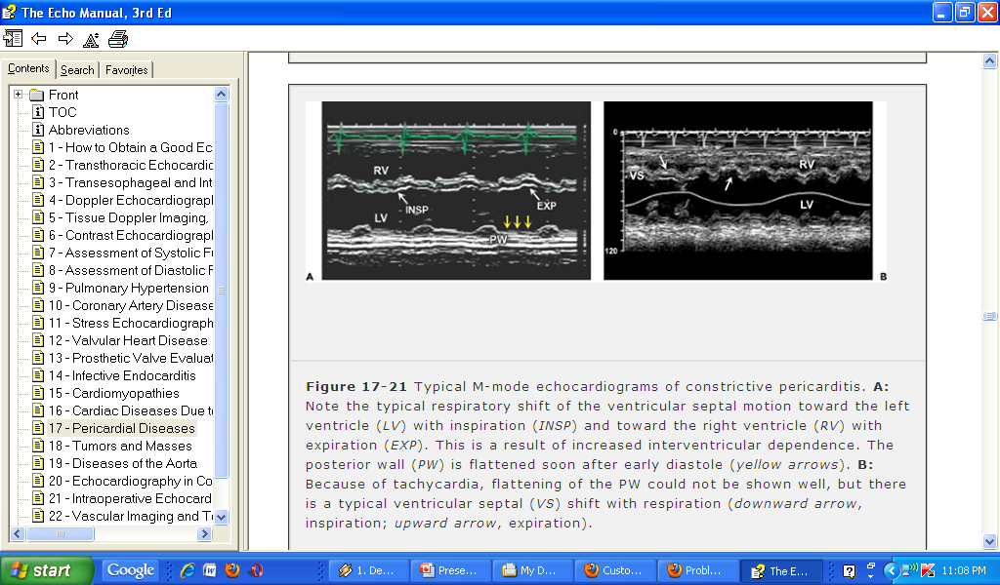 The Echo Manual, 3rd Ed
Contents
Search
Favorites
Front
TOC
Abbreviations
1 - How to Obtain a Good Ec
2 - Transthoracic Echocardic
3 - Transesophageal and Int
4 - Doppler Echocardiograpl
5 - Tissue Doppler Imaging,
6 - Contrast Echocardiograpl
7 - Assessment of Systolic Fu
8 - Assessment of Diastolic F
9 - Pulmonary Hypertension
10 - Coronary Artery Disease
11 - Stress Echocardiograph
12 - Valvular Heart Disease
13 - Prosthetic Valve Evaluat
14 - Infective Endocarditis
15 - Cardiomyopathies
16 - Cardiac Diseases Due to
17 - Pericardial Diseases
18 - Tumors and Masses
19 - Diseases of the Aorta
20 - Echocardiography in Co
21 - Intraoperative Echocard
22 - Vascular Imaging and Te
RV
INSP
EXP
LV
PW
A
0
VS
RV
LV
120
B
Figure 17-21 Typical M-mode echocardiograms of constrictive pericarditis. A:
Note the typical respiratory shift of the ventricular septal motion toward the left
ventricle (LV) with inspiration (INSP) and toward the right ventricle (RV) with
expiration (EXP). This is a result of increased interventricular dependence. The
posterior wall (PW) is flattened soon after early diastole (yellow arrows). B:
Because of tachycardia, flattening of the PW could not be shown well, but there
is a typical ventricular septal (VS) shift with respiration (downward arrow,
inspiration; upward arrow, expiration).
start
Google
1. De...
Prese...
My D...
Custo...
Probl...
The E...
11:08 PM